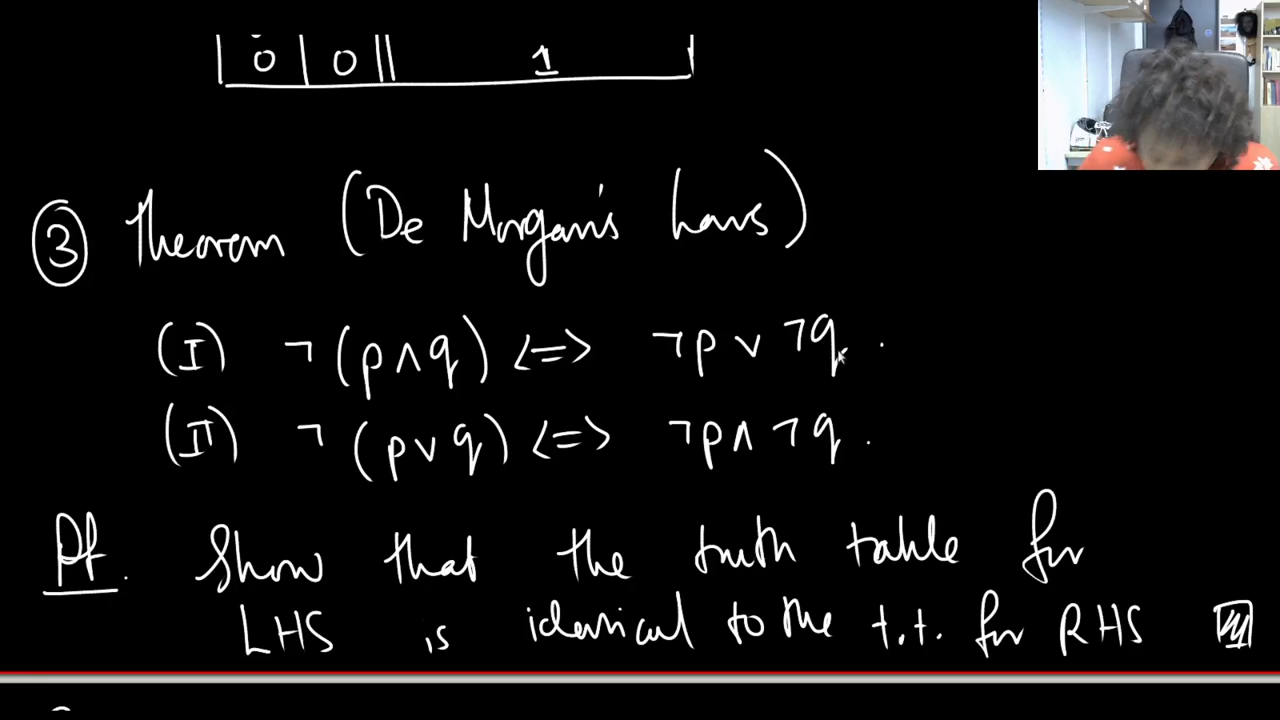 0 | 0 || 1
③ Theorem (De Morgan's Laws)
(I) ¬(p∧q) <=> ¬p ∨ ¬q.
(II) ¬(p∨q) <=> ¬p∧ ¬q.
Pf. Show that the truth table for
LHS is identical to the t.t. for RHS